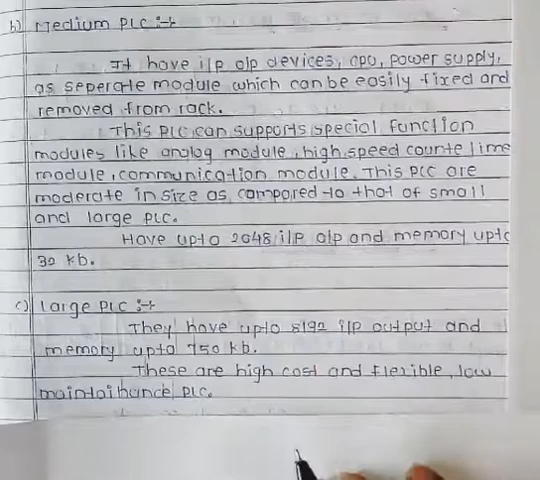 b) Medium PLC :-
It have i/p o/p devices, cpu, power supply,
as seperate module which can be easily fixed and
removed from rack.
This PLC can supports special function
modules like analog module, high speed counte time
module, communication module. This PLC are
moderate in size as compared to that of small
and large PLC.
Have upto 2048 i/p o/p and memory upto
32 kb.
c) large PLC :-
They have upto 8192 i/p output and
memory upto 750 kb.
These are high cost and flexible, low
maintaihance PLC.